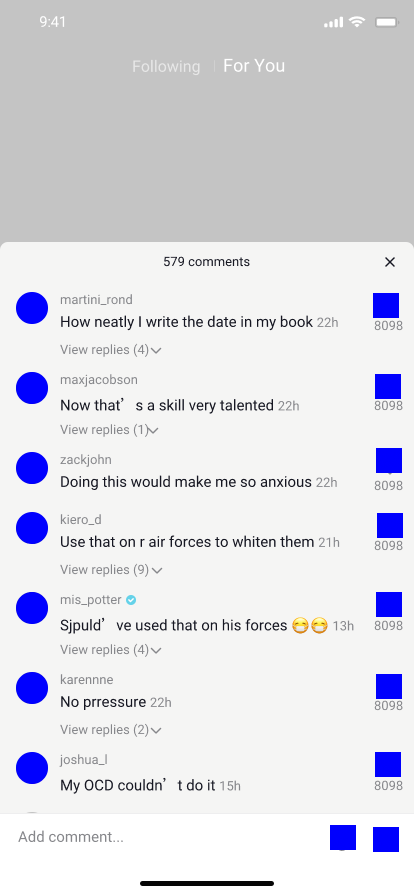 9:41
Following For You
579 comments
martini_rond
How neatly I write the date in my book 22h
8098
View replies (4)
maxjacobson
Now that’s a skill very talented 22h
8098
View replies (1)
zackjohn
Doing this would make me so anxious 22h
8098
kiero_d
Use that on r air forces to whiten them 21h
8098
View replies (9)
mis_potter
Sjpuld’ve used that on his forces 😂😂 13h
8098
View replies (4)
karennne
No prressure 22h
8098
View replies (2)
joshua_l
My OCD couldn’t do it 15h
8098
Add comment...